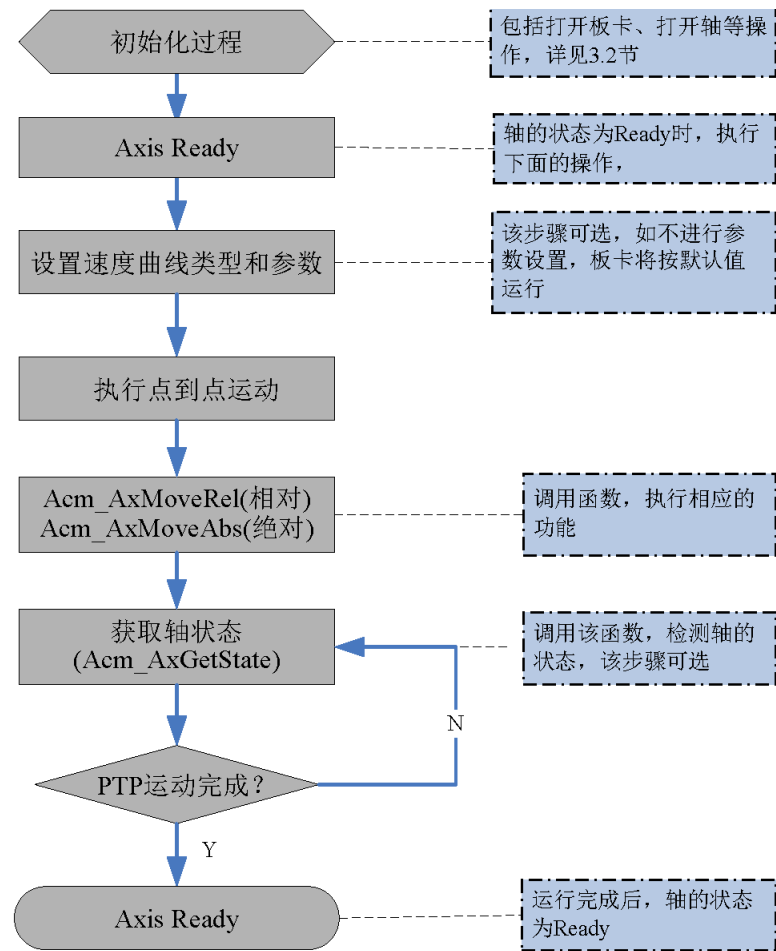 初始化过程
包括打开板卡、打开轴等操
作，详见3.2节
Axis Ready
轴的状态为Ready时，执行
下面的操作，
设置速度曲线类型和参数
该步骤可选，如不进行参
数设置，板卡将按默认值
运行
执行点到点运动
Acm_AxMoveRel(相对)
Acm_AxMoveAbs(绝对)
调用函数，执行相应的
功能
获取轴状态
(Acm_AxGetState)
调用该函数，检测轴的
状态，该步骤可选
N
PTP运动完成？
Y
Axis Ready
运行完成后，轴的状态
为Ready